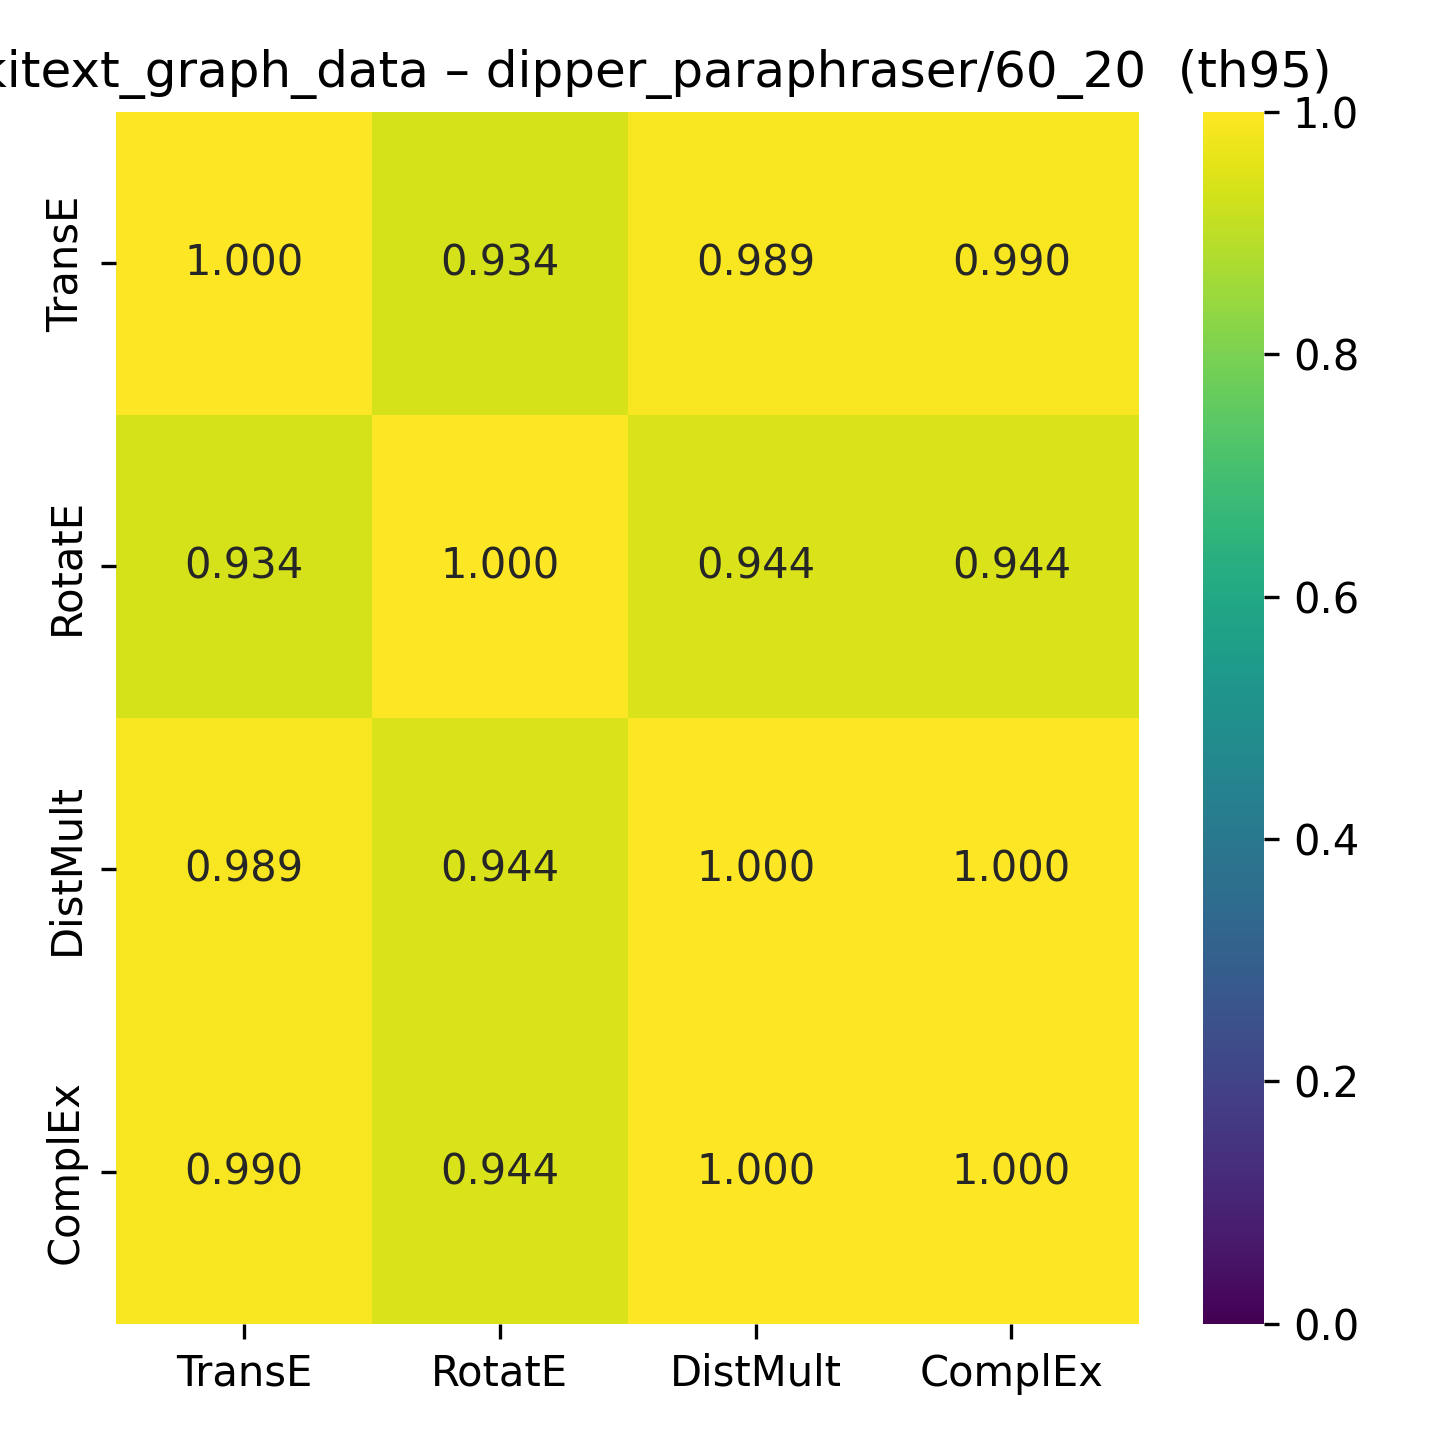 kitext_graph_data – dipper_paraphraser/60_20 (th95)
TransE 1.000 0.934 0.989 0.990
RotatE 0.934 1.000 0.944 0.944
DistMult 0.989 0.944 1.000 1.000
ComplEx 0.990 0.944 1.000 1.000
TransE RotatE DistMult ComplEx
1.0
0.8
0.6
0.4
0.2
0.0